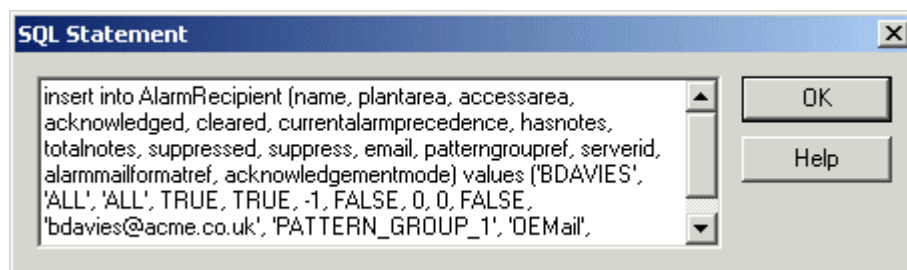 SQL Statement
insert into AlarmRecipient (name, plantarea, accessarea,
acknowledged, cleared, currentalarmprecedence, hasnotes,
totalnotes, suppressed, suppress, email, patterngroupref, serverid,
alarmmailformatref, acknowledgementmode) values ('BDAVIES',
'ALL', 'ALL', TRUE, TRUE, -1, FALSE, 0, 0, FALSE,
'bdavies@acme.co.uk', 'PATTERN_GROUP_1', 'OEMail',
OK
Help